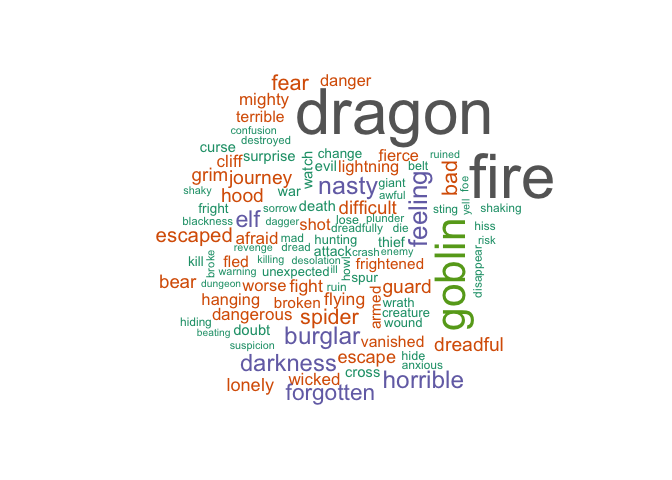 fear danger
mighty dragon
terrible
confusion
destroyed
curse surprise watch change fierce ruined
cliff evil lightning belt bad fire
grim journey nasty giant feeling foe
shaky hood war awful yell
fright sorrow death difficult sting shaking
blackness elf dagger shot lose plunder goblin hiss
escaped afraid mad dreadfully die risk
revenge dread hunting thief
kill broke fled killing attack crash enemy disappear
desolation howl frightened
warning unexpected ill
bear dungeon worse fight ruin spur armed guard
hanging broken flying wrath
dangerous spider creature
hiding doubt burglar wound
beating vanished dreadful
suspicion escape hide
darkness cross anxious
lonely wicked horrible
forgotten